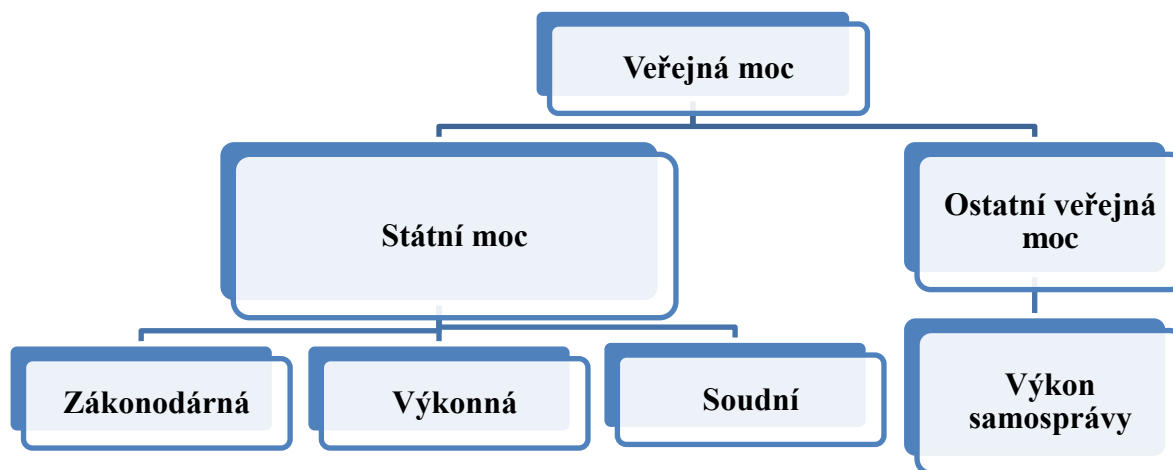 Veřejná moc
Státní moc
Ostatní veřejná
moc
Zákonodárná
Výkonná
Soudní
Výkon
samosprávy